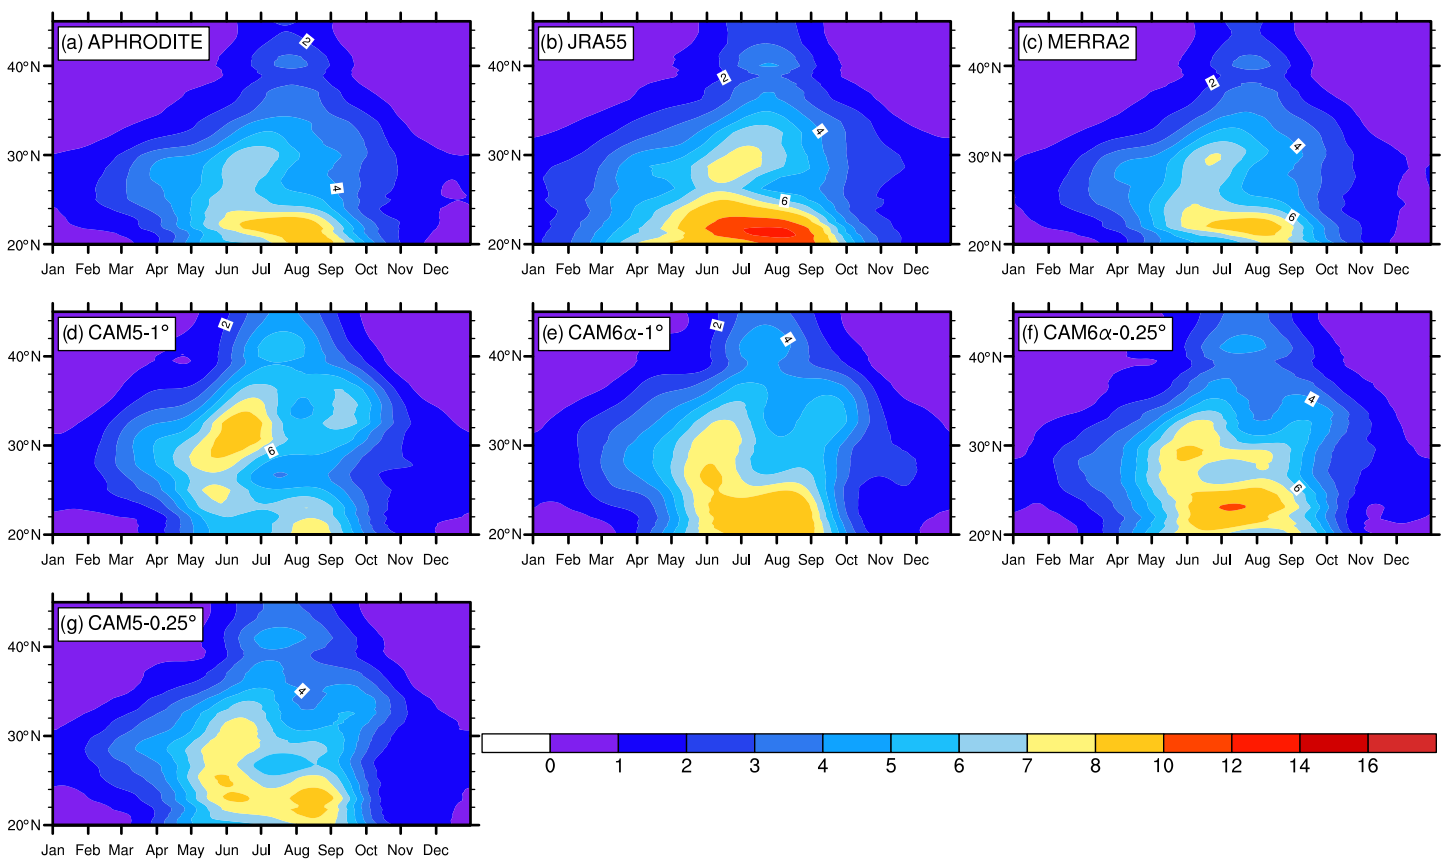 (a) APHRODITE
(b) JRA55
(c) MERRA2
2
2
2
4
4
4
6
6
40°N
30°N
20°N
40°N
30°N
20°N
40°N
30°N
20°N
Jan Feb Mar Apr May Jun Jul Aug Sep Oct Nov Dec
Jan Feb Mar Apr May Jun Jul Aug Sep Oct Nov Dec
Jan Feb Mar Apr May Jun Jul Aug Sep Oct Nov Dec
(d) CAM5-1°
(e) CAM6α-1°
(f) CAM6α-0.25°
2
2
4
4
6
6
40°N
30°N
20°N
40°N
30°N
20°N
40°N
30°N
20°N
Jan Feb Mar Apr May Jun Jul Aug Sep Oct Nov Dec
Jan Feb Mar Apr May Jun Jul Aug Sep Oct Nov Dec
Jan Feb Mar Apr May Jun Jul Aug Sep Oct Nov Dec
(g) CAM5-0.25°
4
40°N
30°N
20°N
Jan Feb Mar Apr May Jun Jul Aug Sep Oct Nov Dec
0 1 2 3 4 5 6 7 8 10 12 14 16